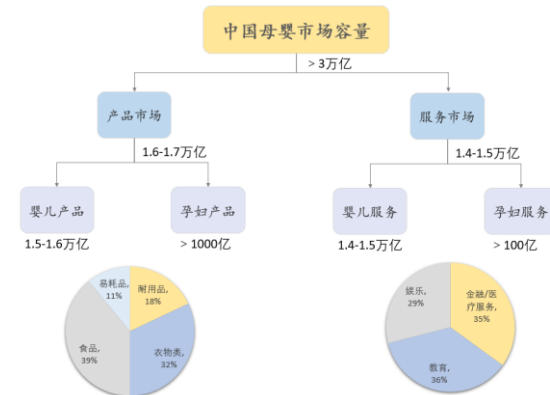 中国母婴市场容量
> 3万亿
产品市场
服务市场
1.6-1.7万亿
1.4-1.5万亿
婴儿产品
孕妇产品
婴儿服务
孕妇服务
1.5-1.6万亿
> 1000亿
1.4-1.5万亿
> 100亿
易耗品,
11%
耐用品,
18%
食品,
39%
衣物类,
32%
娱乐,
29%
金融/医
疗服务,
35%
教育,
36%